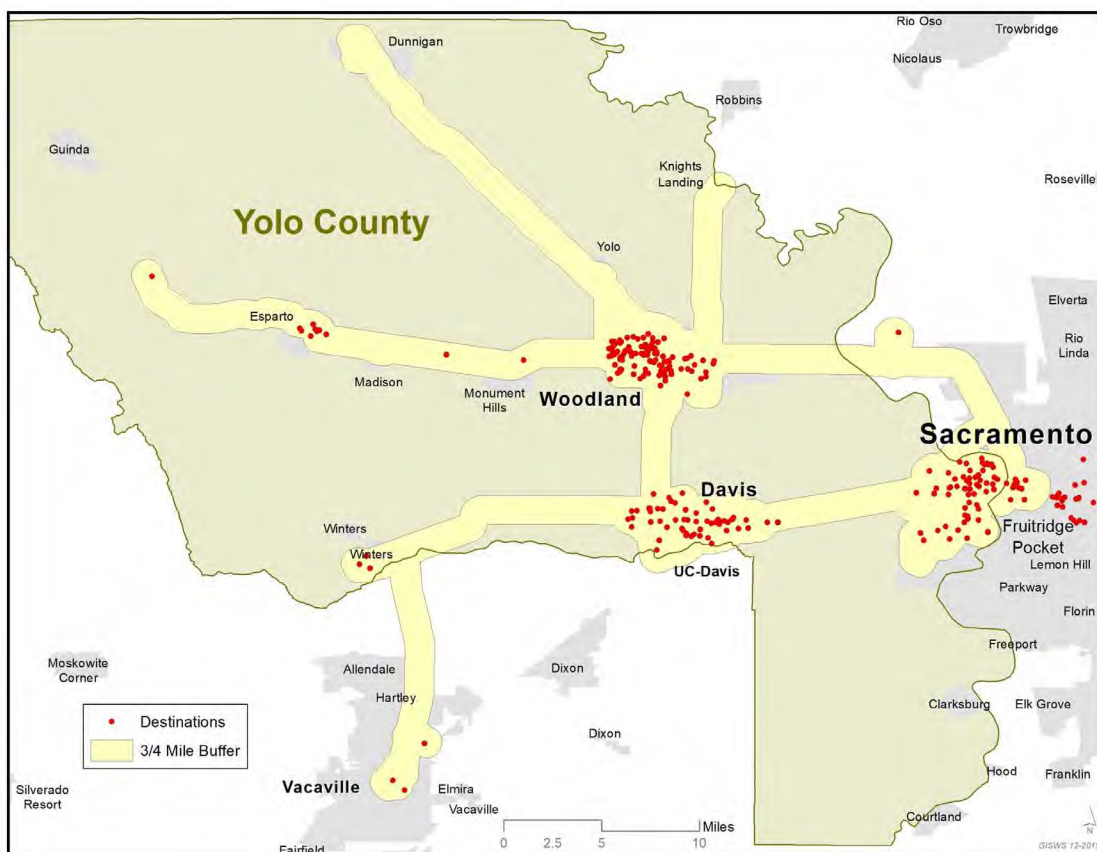 Rio Oso
Trowbridge
Dunnigan
Nicolaus
Robbins
Guinda
Knights
Landing
Roseville
Yolo County
Yolo
Elverta
Esparto
Rio
Linda
Madison
Monument
Hills
Woodland
Sacramento
Davis
Winters
Winters
Fruitridge
Pocket
UC-Davis
Lemon Hill
Parkway
Florin
Freeport
Moskowite
Corner
Allendale
Dixon
Hartley
Clarksburg
Elk Grove
Destinations
3/4 Mile Buffer
Dixon
Vacaville
Elmira
Vacaville
Hood
Franklin
Silverado
Resort
Courtland
Miles
0 2.5 5 10
Fairfield
N